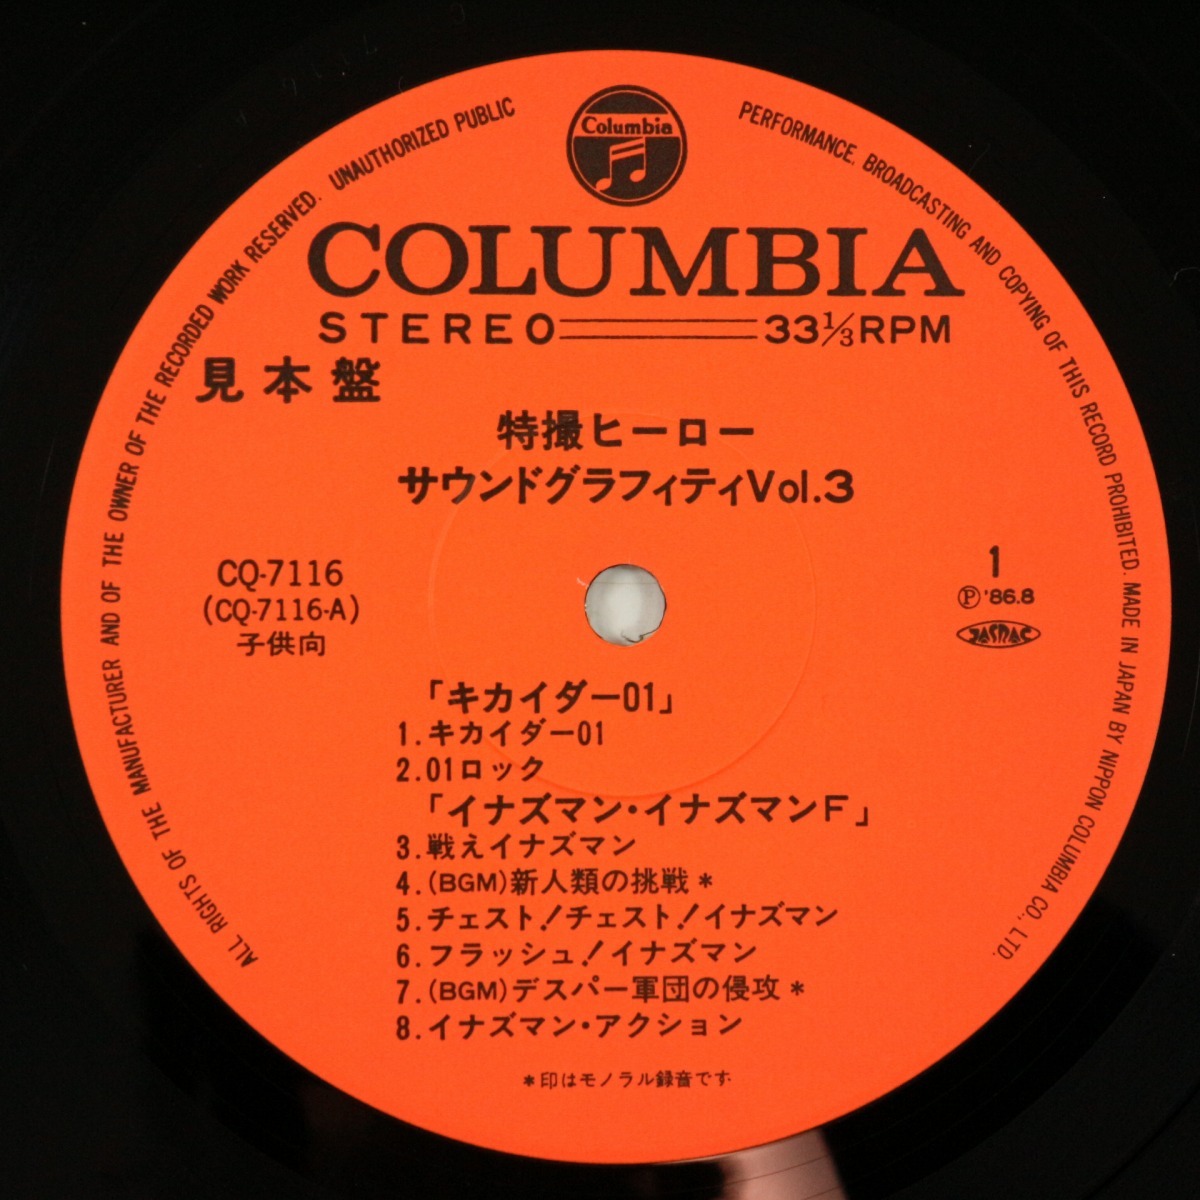 ALL RIGHTS OF THE MANUFACTURER AND OF THE OWNER OF THE RECORDED WORK RESERVED. UNAUTHORIZED PUBLIC PERFORMANCE, BROADCASTING AND COPYING OF THIS RECORD PROHIBITED. MADE IN JAPAN BY NIPPON COLUMBIA CO., LTD.
Columbia
COLUMBIA
STEREO 33⅓RPM
見本盤
特撮ヒーロー
サウンドグラフィティVol.3
CQ-7116
(CQ-7116-A)
子供向
1
Ⓟ'86.8
JASRAC
「キカイダー01」
1.キカイダー01
2.01ロック
「イナズマン・イナズマンF」
3.戦えイナズマン
4.(BGM)新人類の挑戦*
5.チェスト!チェスト!イナズマン
6.フラッシュ!イナズマン
7.(BGM)デスパー軍団の侵攻*
8.イナズマン・アクション
*印はモノラル録音です